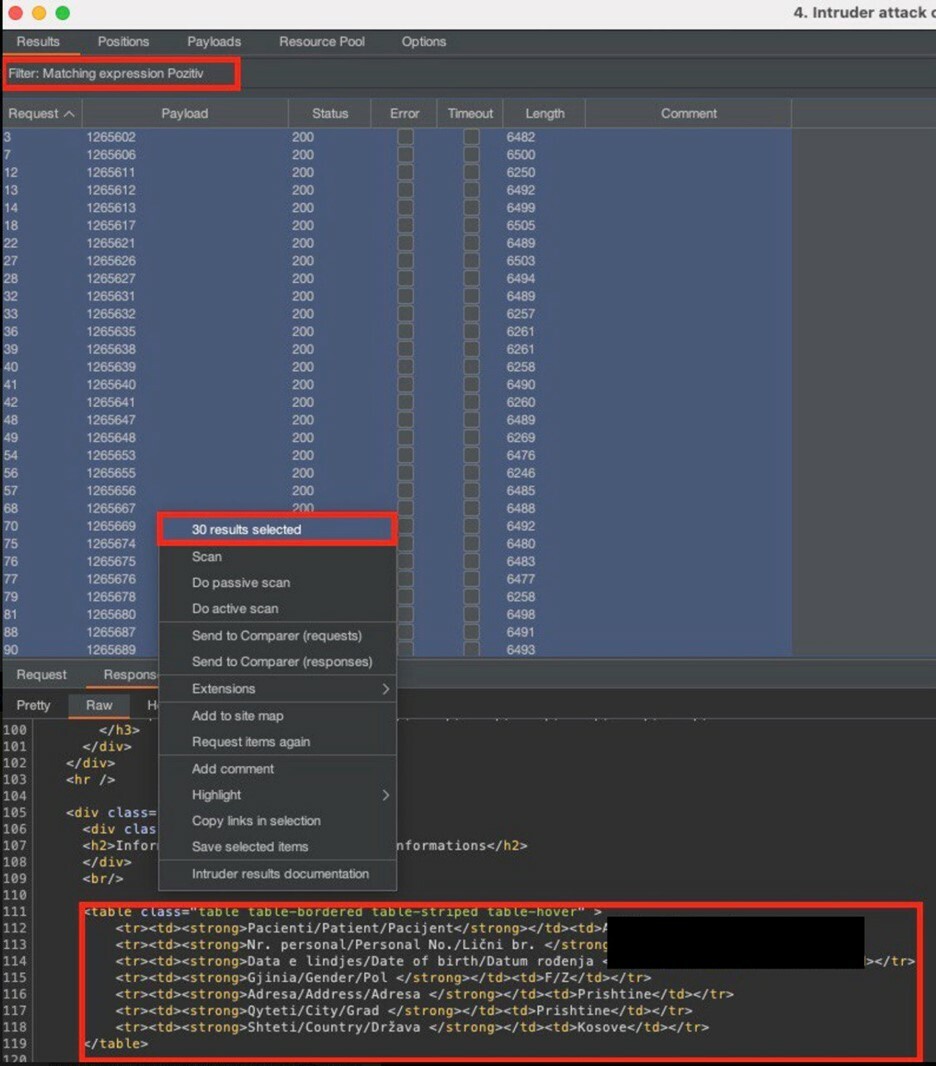 4. Intruder attack
Results Positions Payloads Resource Pool Options
Filter: Matching expression Pozitiv
Request Payload Status Error Timeout Length Comment
3 1265602 200 6482
7 1265606 200 6500
12 1265611 200 6250
13 1265612 200 6492
14 1265613 200 6499
18 1265617 200 6505
22 1265621 200 6489
27 1265626 200 6503
28 1265627 200 6494
32 1265631 200 6489
33 1265632 200 6257
36 1265635 200 6261
39 1265638 200 6261
40 1265639 200 6258
41 1265640 200 6490
42 1265641 200 6260
48 1265647 200 6489
49 1265648 200 6269
54 1265653 200 6476
56 1265655 200 6246
57 1265656 200 6485
68 1265667 200 6488
70 1265669 6492
75 1265674 6480
76 1265675 6483
77 1265676 6477
79 1265678 6258
81 1265680 6498
88 1265687 6491
90 1265689 6493
30 results selected
Scan
Do passive scan
Do active scan
Send to Comparer (requests)
Send to Comparer (responses)
Extensions
Add to site map
Request items again
Add comment
Highlight
Copy links in selection
Save selected items
Intruder results documentation
Request Respons
Pretty Raw H
100 </h3>
101 </div>
102 </div>
103 <hr />
104
105 <div class=
106 <div clas
107 <h2>Infor nformations</h2>
108 </div>
109 <br/>
110
111 <table class="table table-bordered table-striped table-hover" >
112 <tr><td><strong>Pacienti/Patient/Pacijent</strong></td><td>
113 <tr><td><strong>Nr. personal/Personal No./Lični br. </strong
114 <tr><td><strong>Data e lindjes/Date of birth/Datum rođenja < ></tr>
115 <tr><td><strong>Gjinia/Gender/Pol </strong></td><td>F/Z</td></tr>
116 <tr><td><strong>Adresa/Address/Adresa </strong></td><td>Prishtine</td></tr>
117 <tr><td><strong>Qyteti/City/Grad </strong></td><td>Prishtine</td></tr>
118 <tr><td><strong>Shteti/Country/Država </strong></td><td>Kosove</td></tr>
119 </table>
120